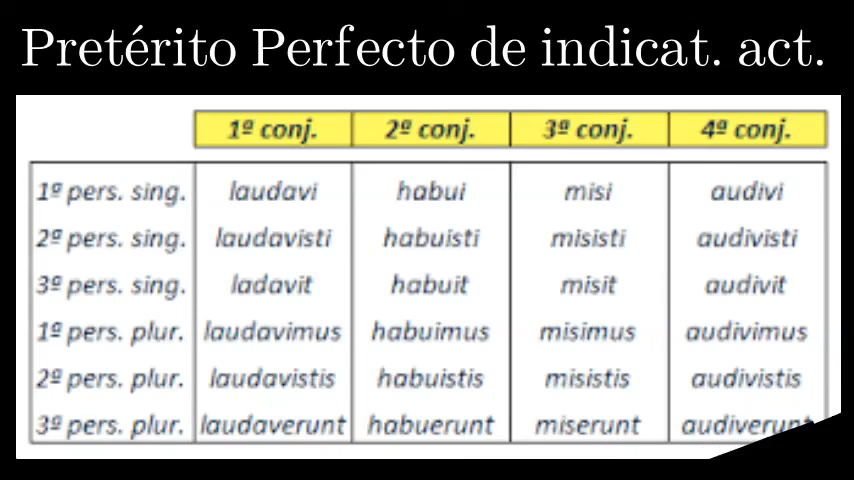 Pretérito Perfecto de indicat. act.
1º conj. 2º conj. 3º conj. 4º conj.
1º pers. sing. laudavi habui misi audivi
2º pers. sing. laudavisti habuisti misisti audivisti
3º pers. sing. ladavit habuit misit audivit
1º pers. plur. laudavimus habuimus misimus audivimus
2º pers. plur. laudavistis habuistis misistis audivistis
3º pers. plur. laudaverunt habuerunt miserunt audiverunt